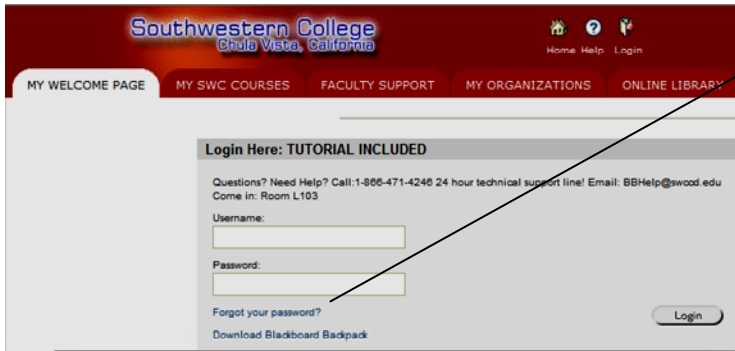 Southwestern College
Chula Vista, California
Home Help Login
MY WELCOME PAGE MY SWC COURSES FACULTY SUPPORT MY ORGANIZATIONS ONLINE LIBRARY
Login Here: TUTORIAL INCLUDED
Questions? Need Help? Call:1-866-471-4246 24 hour technical support line! Email: BBHelp@swccd.edu
Come in: Room L103
Username:
Password:
Forgot your password?
Login
Download Blackboard Backpack